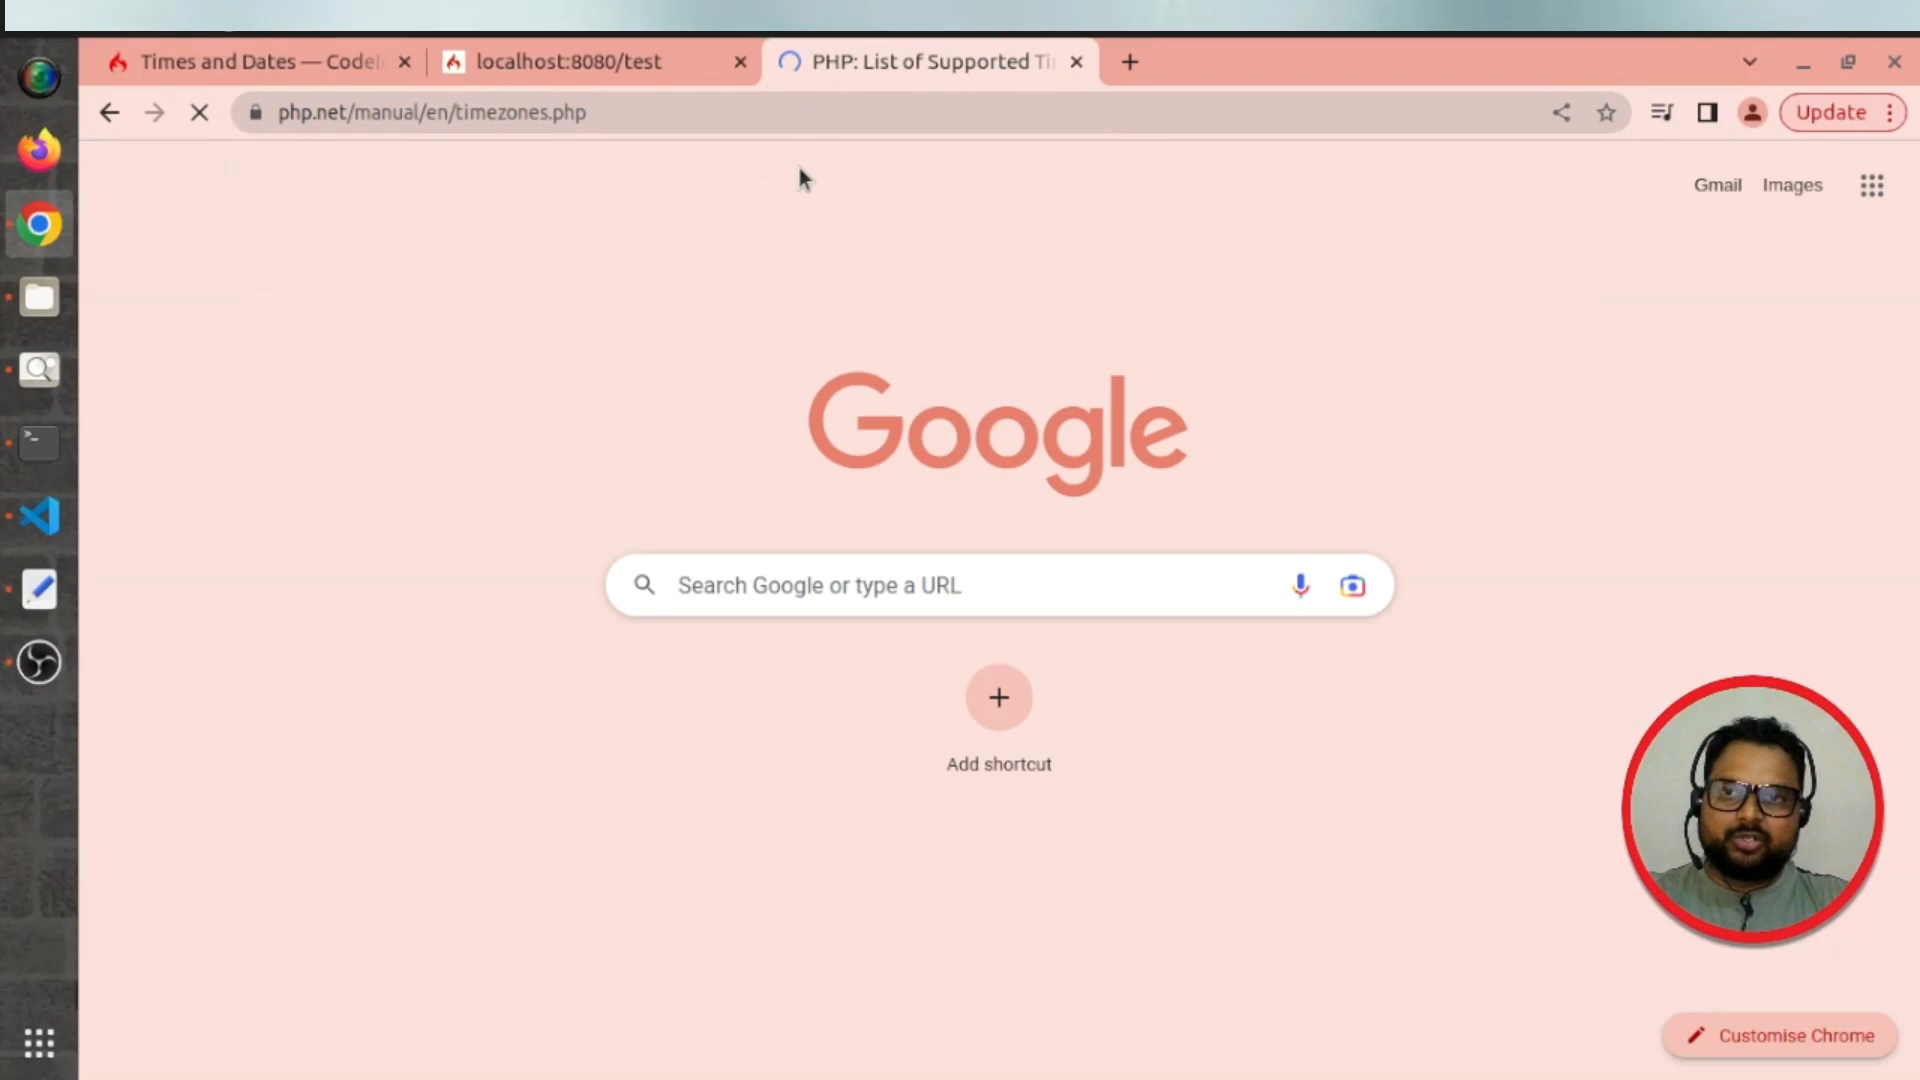 Times and Dates — CodeI
localhost:8080/test
PHP: List of Supported Ti
php.net/manual/en/timezones.php
Update
Gmail
Images
Google
Search Google or type a URL
Add shortcut
Customise Chrome